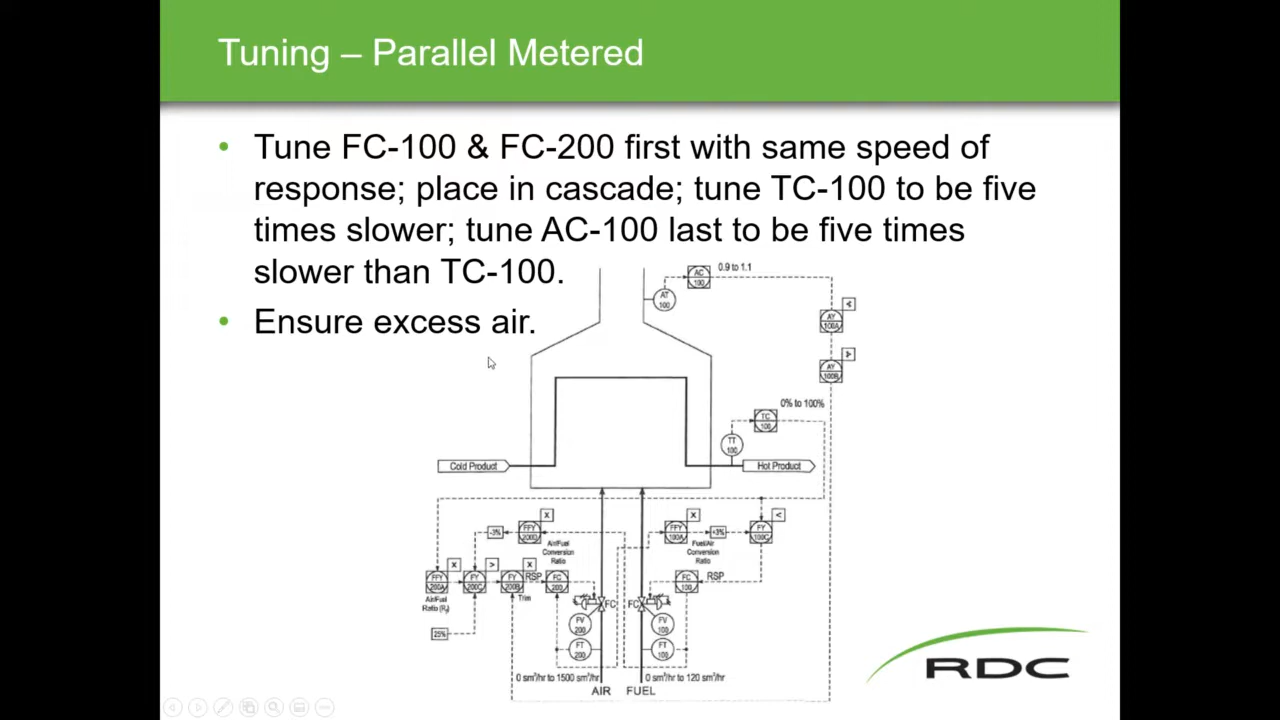 Tuning – Parallel Metered
• Tune FC-100 & FC-200 first with same speed of
response; place in cascade; tune TC-100 to be five
times slower; tune AC-100 last to be five times
slower than TC-100.
• Ensure excess air.
AC
100
0.9 to 1.1
AT
100
<
AY
100A
>
AY
100B
0% to 100%
TC
100
TT
100
Cold Product
Hot Product
X
-3%
FFY
Air/Fuel
Conversion
Ratio
X
FFY
100A
+3%
Fuel/Air
Conversion
Ratio
<
FY
100C
X
FFY
200A
Air/Fuel
>
FY
200C
X
FY
200B
Trim
RSP
FC
200
FC
100
RSP
25%
FC
FC
FV
200
FV
100
FT
200
FT
100
0 sm³/hr to 1500 sm³/hr
0 sm³/hr to 120 sm³/hr
AIR
FUEL
RDC